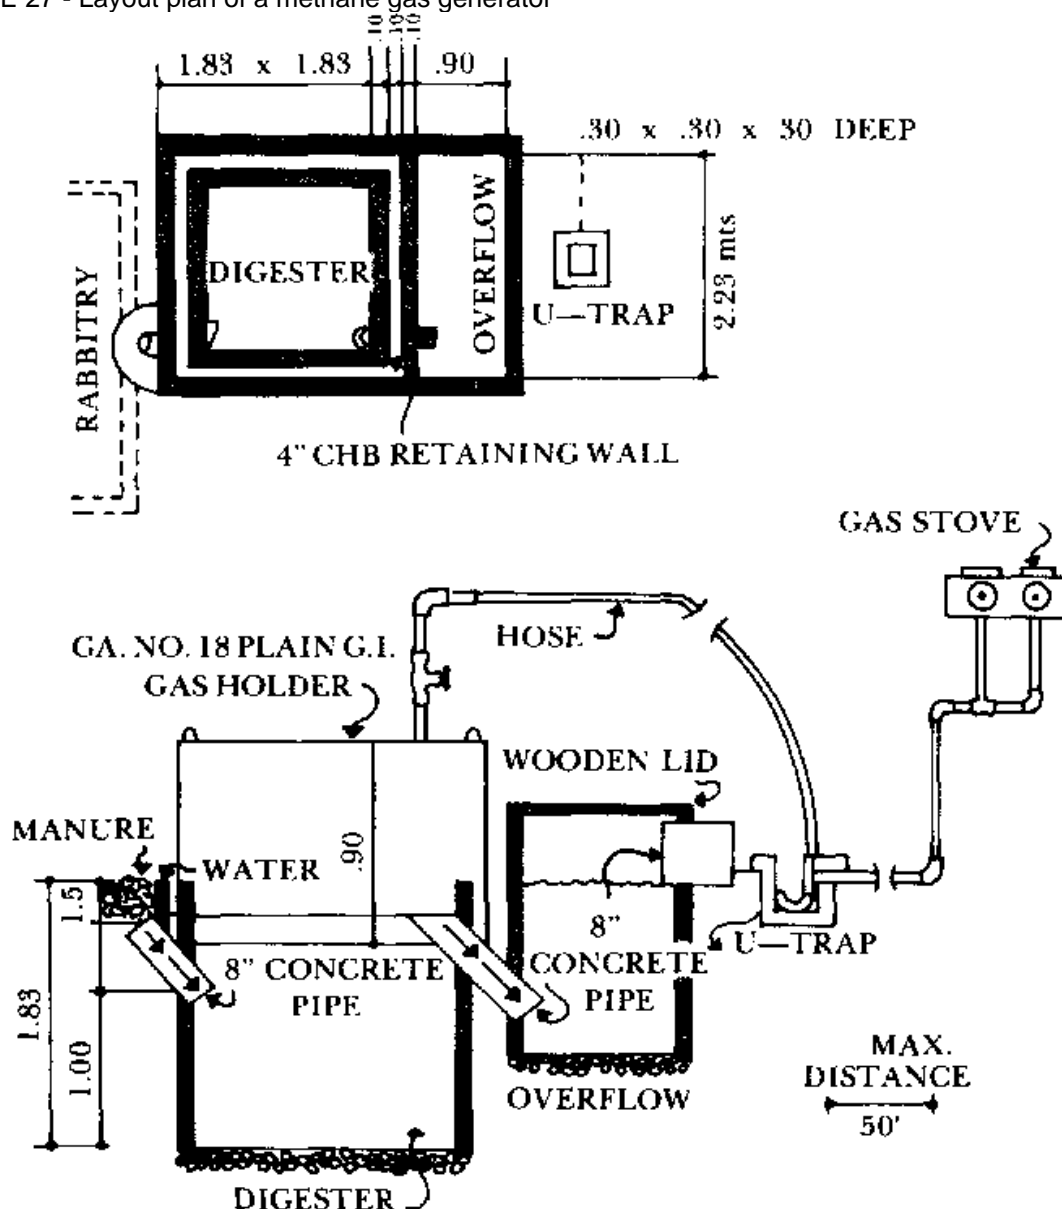 E 27 - Layout plan of a methane gas generator
10 10 10
1.83 x 1.83
.90
.30 x .30 x 30 DEEP
RABBITRY
DIGESTER
OVERFLOW
U—TRAP
2.23 mts
4" CHB RETAINING WALL
GAS STOVE
HOSE
GA. NO. 18 PLAIN G.I.
GAS HOLDER
WOODEN LID
MANURE
WATER
.90
1.5
1.83
1.00
8" CONCRETE
PIPE
8"
CONCRETE
PIPE
U—TRAP
OVERFLOW
MAX.
DISTANCE
50'
DIGESTER